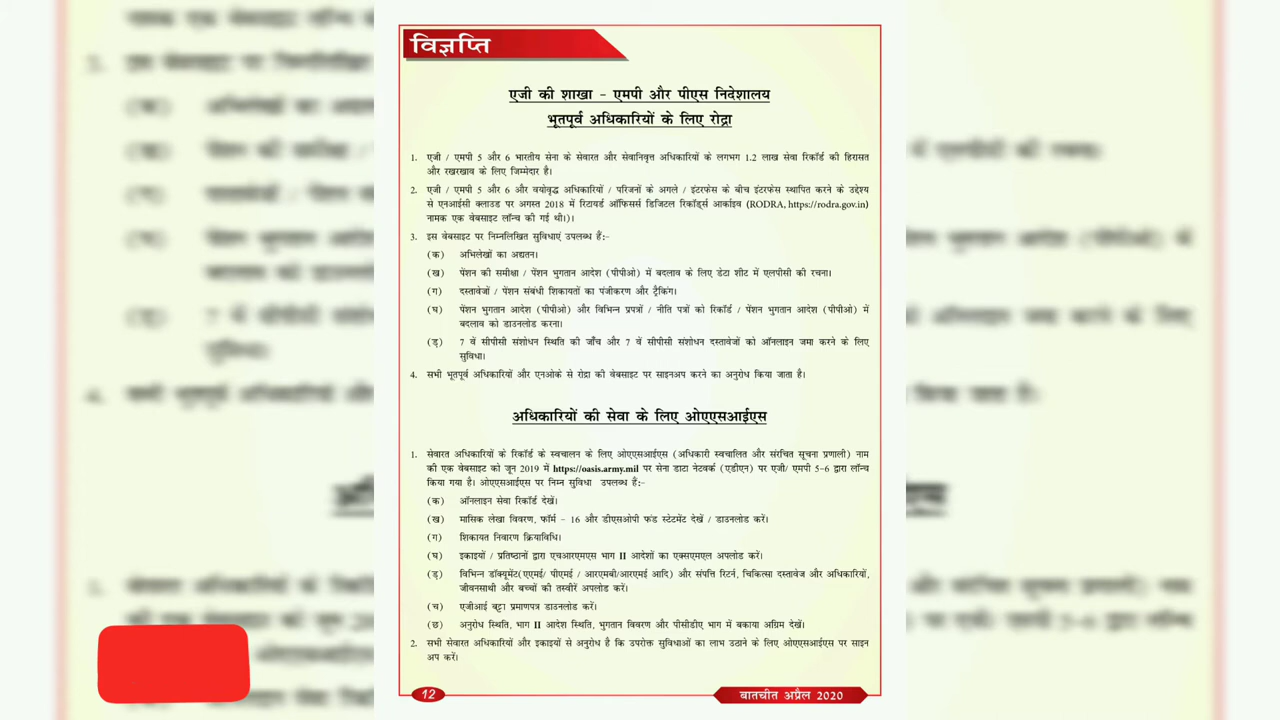 विज्ञप्ति
एजी की शाखा - एमपी और पीएस निदेशालय
भूतपूर्व अधिकारियों के लिए रोद्रा
1. एजी / एमपी 5 और 6 भारतीय सेना के सेवारत और सेवानिवृत्त अधिकारियों के लगभग 1.2 लाख सेवा रिकॉर्ड की हिरासत
और रखरखाव के लिए जिम्मेदार है।
2. एजी / एमपी 5 और 6 और वयोवृद्ध अधिकारियों / परिजनों के अगले / इंटरफेस के बीच इंटरफेस स्थापित करने के उद्देश्य
से एनआईसी क्लाउड पर अगस्त 2018 में रिटायर्ड ऑफिसर्स डिजिटल रिकॉर्ड्स आर्काइव (RODRA, https://rodra.gov.in)
नामक एक वेबसाइट लॉन्च की गई थी।)।
3. इस वेबसाइट पर निम्नलिखित सुविधाएं उपलब्ध हैं:-
(क) अभिलेखों का अद्यतन।
(ख) पेंशन की समीक्षा / पेंशन भुगतान आदेश (पीपीओ) में बदलाव के लिए डेटा शीट में एलपीसी की रचना।
(ग) दस्तावेजों / पेंशन संबंधी शिकायतों का पंजीकरण और ट्रैकिंग।
(घ) पेंशन भुगतान आदेश (पीपीओ) और विभिन्न प्रपत्रों / नीति पत्रों को रिकॉर्ड / पेंशन भुगतान आदेश (पीपीओ) में
बदलाव को डाउनलोड करना।
(ड़) 7 वें सीपीसी संशोधन स्थिति की जाँच और 7 वें सीपीसी संशोधन दस्तावेजों को ऑनलाइन जमा करने के लिए
सुविधा।
4. सभी भूतपूर्व अधिकारियों और एनओके से रोद्रा की वेबसाइट पर साइनअप करने का अनुरोध किया जाता है।
अधिकारियों की सेवा के लिए ओएएसआईएस
1. सेवारत अधिकारियों के रिकॉर्ड के स्वचालन के लिए ओएएसआईएस (अधिकारी स्वचालित और संरचित सूचना प्रणाली) नाम
की एक वेबसाइट को जून 2019 में https://oasis.army.mil पर सेना डाटा नेटवर्क (एडीएन) पर एजी/ एमपी 5-6 द्वारा लॉन्च
किया गया है। ओएएसआईएस पर निम्न सुविधा उपलब्ध हैं:-
(क) ऑनलाइन सेवा रिकॉर्ड देखें।
(ख) मासिक लेखा विवरण, फॉर्म - 16 और डीएसओपी फंड स्टेटमेंट देखें / डाउनलोड करें।
(ग) शिकायत निवारण क्रियाविधि।
(घ) इकाइयों / प्रतिष्ठानों द्वारा एचआरएमएस भाग II आदेशों का एक्सएमएल अपलोड करें।
(ड़) विभिन्न डॉक्यूमेंट(एएमई/ पीएमई / आरएमबी/आरएमई आदि) और संपत्ति रिटर्न, चिकित्सा दस्तावेज और अधिकारियों,
जीवनसाथी और बच्चों की तस्वीरें अपलोड करें।
(च) एजीआई बूट्टा प्रमाणपत्र डाउनलोड करें।
(छ) अनुरोध स्थिति, भाग II आदेश स्थिति, भुगतान विवरण और पीसीडीए भाग में बकाया अग्रिम देखें।
2. सभी सेवारत अधिकारियों और इकाइयों से अनुरोध है कि उपरोक्त सुविधाओं का लाभ उठाने के लिए ओएएसआईएस पर साइन
अप करें।
12
बातचीत अप्रैल 2020